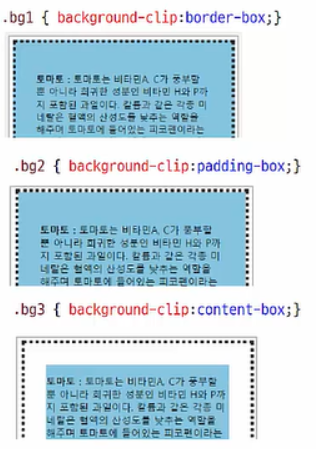 .bg1 { background-clip:border-box;}
토마토 : 토마토는 비타민A, C가 풍부할
뿐 아니라 희귀한 성분인 비타민 H와 P까
지 포함된 과일이다. 칼륨과 같은 각종 미
네랄은 혈액의 산성도를 낮추는 역할을
해주며 토마토에 들어있는 피코펜이라는
.bg2 { background-clip:padding-box;}
토마토 : 토마토는 비타민A, C가 풍부할
뿐 아니라 희귀한 성분인 비타민 H와 P까
지 포함된 과일이다. 칼륨과 같은 각종 미
네랄은 혈액의 산성도를 낮추는 역할을
해주며 토마토에 들어있는 피코펜이라는
.bg3 { background-clip:content-box;}
토마토 : 토마토는 비타민A, C가 풍부할
뿐 아니라 희귀한 성분인 비타민 H와 P까
지 포함된 과일이다. 칼륨과 같은 각종 미
네랄은 혈액의 산성도를 낮추는 역할을
해주며 토마토에 들어있는 피코펜이라는